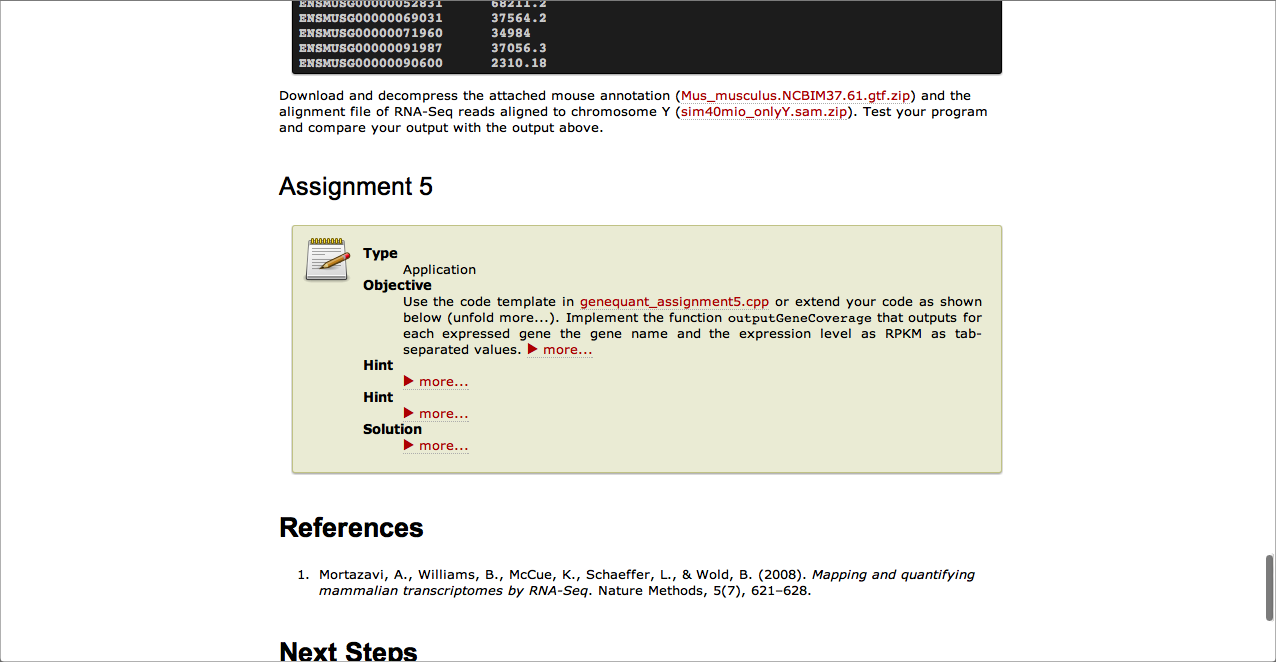 ENSMUSG00000052831 68211.2
ENSMUSG00000069031 37564.2
ENSMUSG00000071960 34984
ENSMUSG00000091987 37056.3
ENSMUSG00000090600 2310.18
Download and decompress the attached mouse annotation (Mus_musculus.NCBIM37.61.gtf.zip) and the
alignment file of RNA-Seq reads aligned to chromosome Y (sim40mio_onlyY.sam.zip). Test your program
and compare your output with the output above.
Assignment 5
Type
Application
Objective
Use the code template in genequant_assignment5.cpp or extend your code as shown
below (unfold more...). Implement the function outputGeneCoverage that outputs for
each expressed gene the gene name and the expression level as RPKM as tab-
separated values. ▶ more...
Hint
▶ more...
Hint
▶ more...
Solution
▶ more...
References
1. Mortazavi, A., Williams, B., McCue, K., Schaeffer, L., & Wold, B. (2008). Mapping and quantifying
mammalian transcriptomes by RNA-Seq. Nature Methods, 5(7), 621–628.
Next Steps